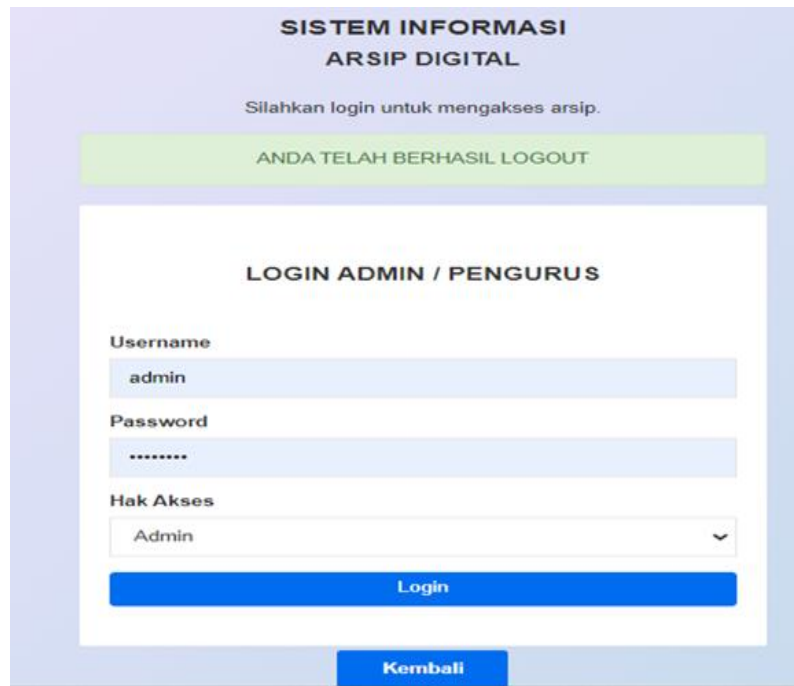 SISTEM INFORMASI
ARSIP DIGITAL
Silahkan login untuk mengakses arsip.
ANDA TELAH BERHASIL LOGOUT
LOGIN ADMIN / PENGURUS
Username
admin
Password
••••••••
Hak Akses
Admin
Login
Kembali